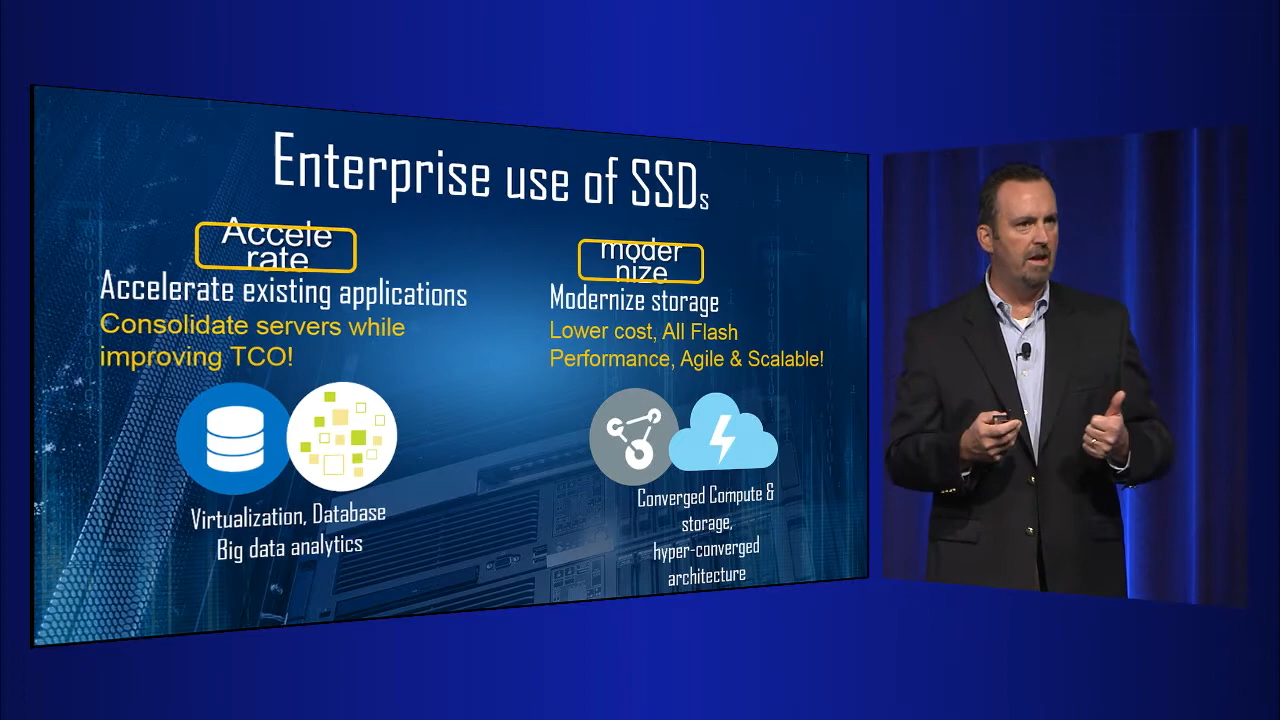 Enterprise use of SSDs
Accele
rate
Accelerate existing applications
Consolidate servers while
improving TCO!
Virtualization, Database
Big data analytics
moder
nize
Modernize storage
Lower cost, All Flash
Performance, Agile & Scalable!
Converged Compute &
storage,
hyper-converged
architecture